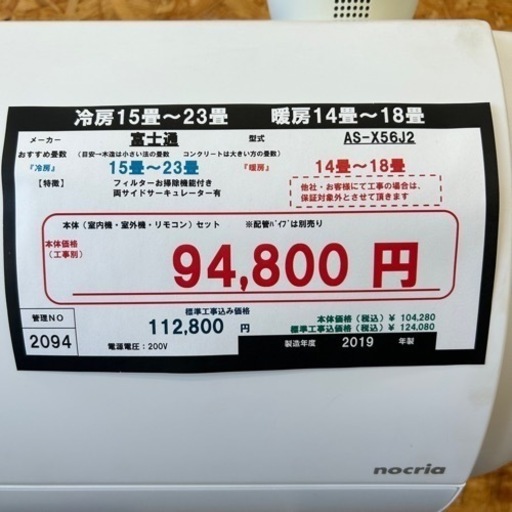 冷房15畳～23畳 暖房14畳～18畳
メーカー 富士通 型式 AS-X56J2
おすすめ畳数 (目安→木造は小さい法の畳数 コンクリートは大きい方の畳数)
『冷房』 15畳～23畳 『暖房』 14畳～18畳
【特徴】 フィルターお掃除機能付き
両サイドサーキュレーター有
他社・お客様にて工事の場合は、
保証対象外とさせて頂きます
本体（室内機・室外機・リモコン）セット ※配管ﾊﾟｲﾌﾟは別売り
本体価格
（工事別）
94,800 円
管理NO
2094
標準工事込み価格
112,800 円
電源電圧：200V
本体価格（税込）￥ 104,280
標準工事込価格（税込）￥ 124,080
製造年度 2019 年製
nocria